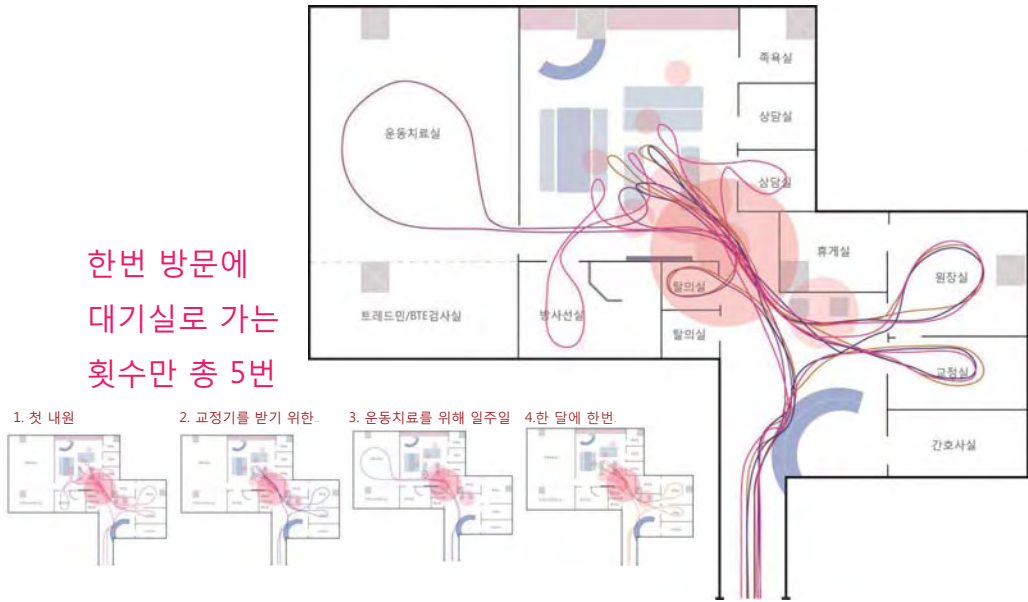 족욕실
상담실
운동치료실
상담실
휴게실
한번 방문에
원장실
탈의실
대기실로 가는
트레드민/BTE검사실
방사선실
탈의실
횟수만 총 5번
교정실
1. 첫 내원
2. 교정기를 받기 위한..
3. 운동치료를 위해 일주일
4.한 달에 한번.
간호사실